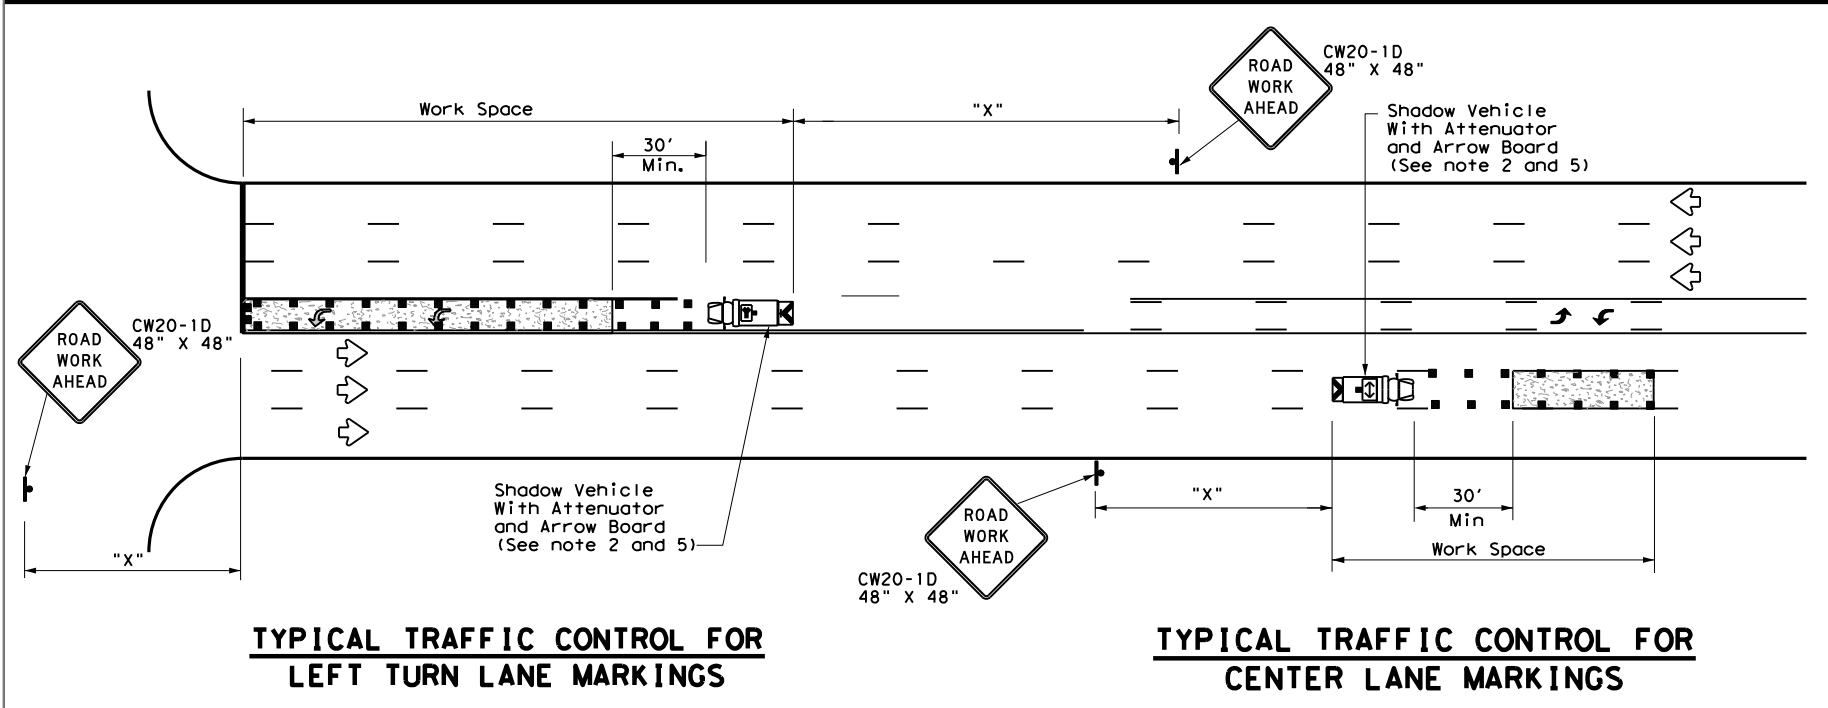 ROAD
WORK
AHEAD
CW20-1D
48" X 48"
Work Space
"X"
30'
Min.
Shadow Vehicle
With Attenuator
and Arrow Board
(See note 2 and 5)
ROAD
WORK
AHEAD
CW20-1D
48" X 48"
Shadow Vehicle
With Attenuator
and Arrow Board
(See note 2 and 5)
"X"
ROAD
WORK
AHEAD
CW20-1D
48" X 48"
"X"
30'
Min
Work Space
TYPICAL TRAFFIC CONTROL FOR
LEFT TURN LANE MARKINGS
TYPICAL TRAFFIC CONTROL FOR
CENTER LANE MARKINGS